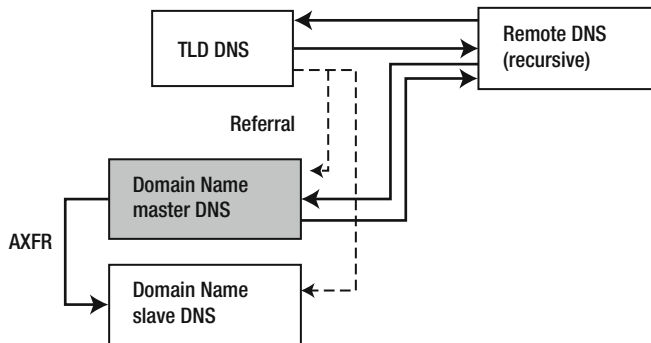 TLD DNS
Remote DNS
(recursive)
Referral
Domain Name
master DNS
AXFR
Domain Name
slave DNS